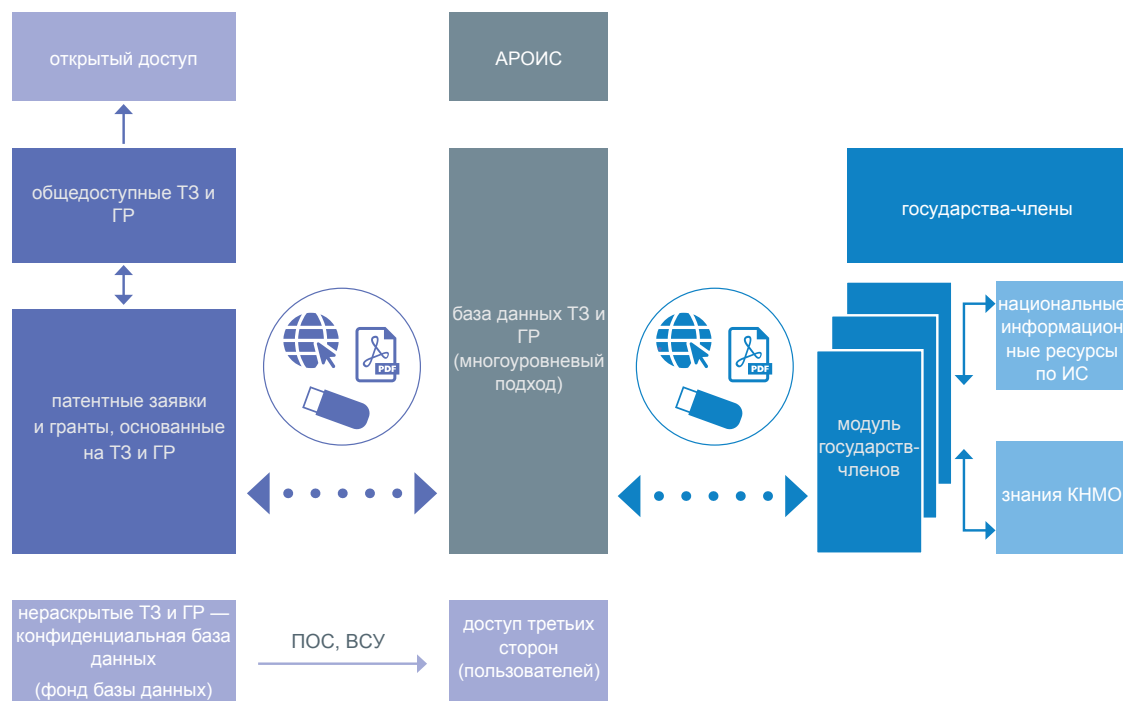 открытый доступ
АРОИС
общедоступные ТЗ и
ГР
государства-члены
патентные заявки
и гранты, основанные
на ТЗ и ГР
PDF
база данных ТЗ и
ГР
(многоуровневый
подход)
PDF
модуль
государств-
членов
национальные
информацион
ные ресурсы
по ИС
знания КНМО
нераскрытые ТЗ и ГР —
конфиденциальная база
данных
(фонд базы данных)
ПОС, ВСУ
доступ третьих
сторон
(пользователей)